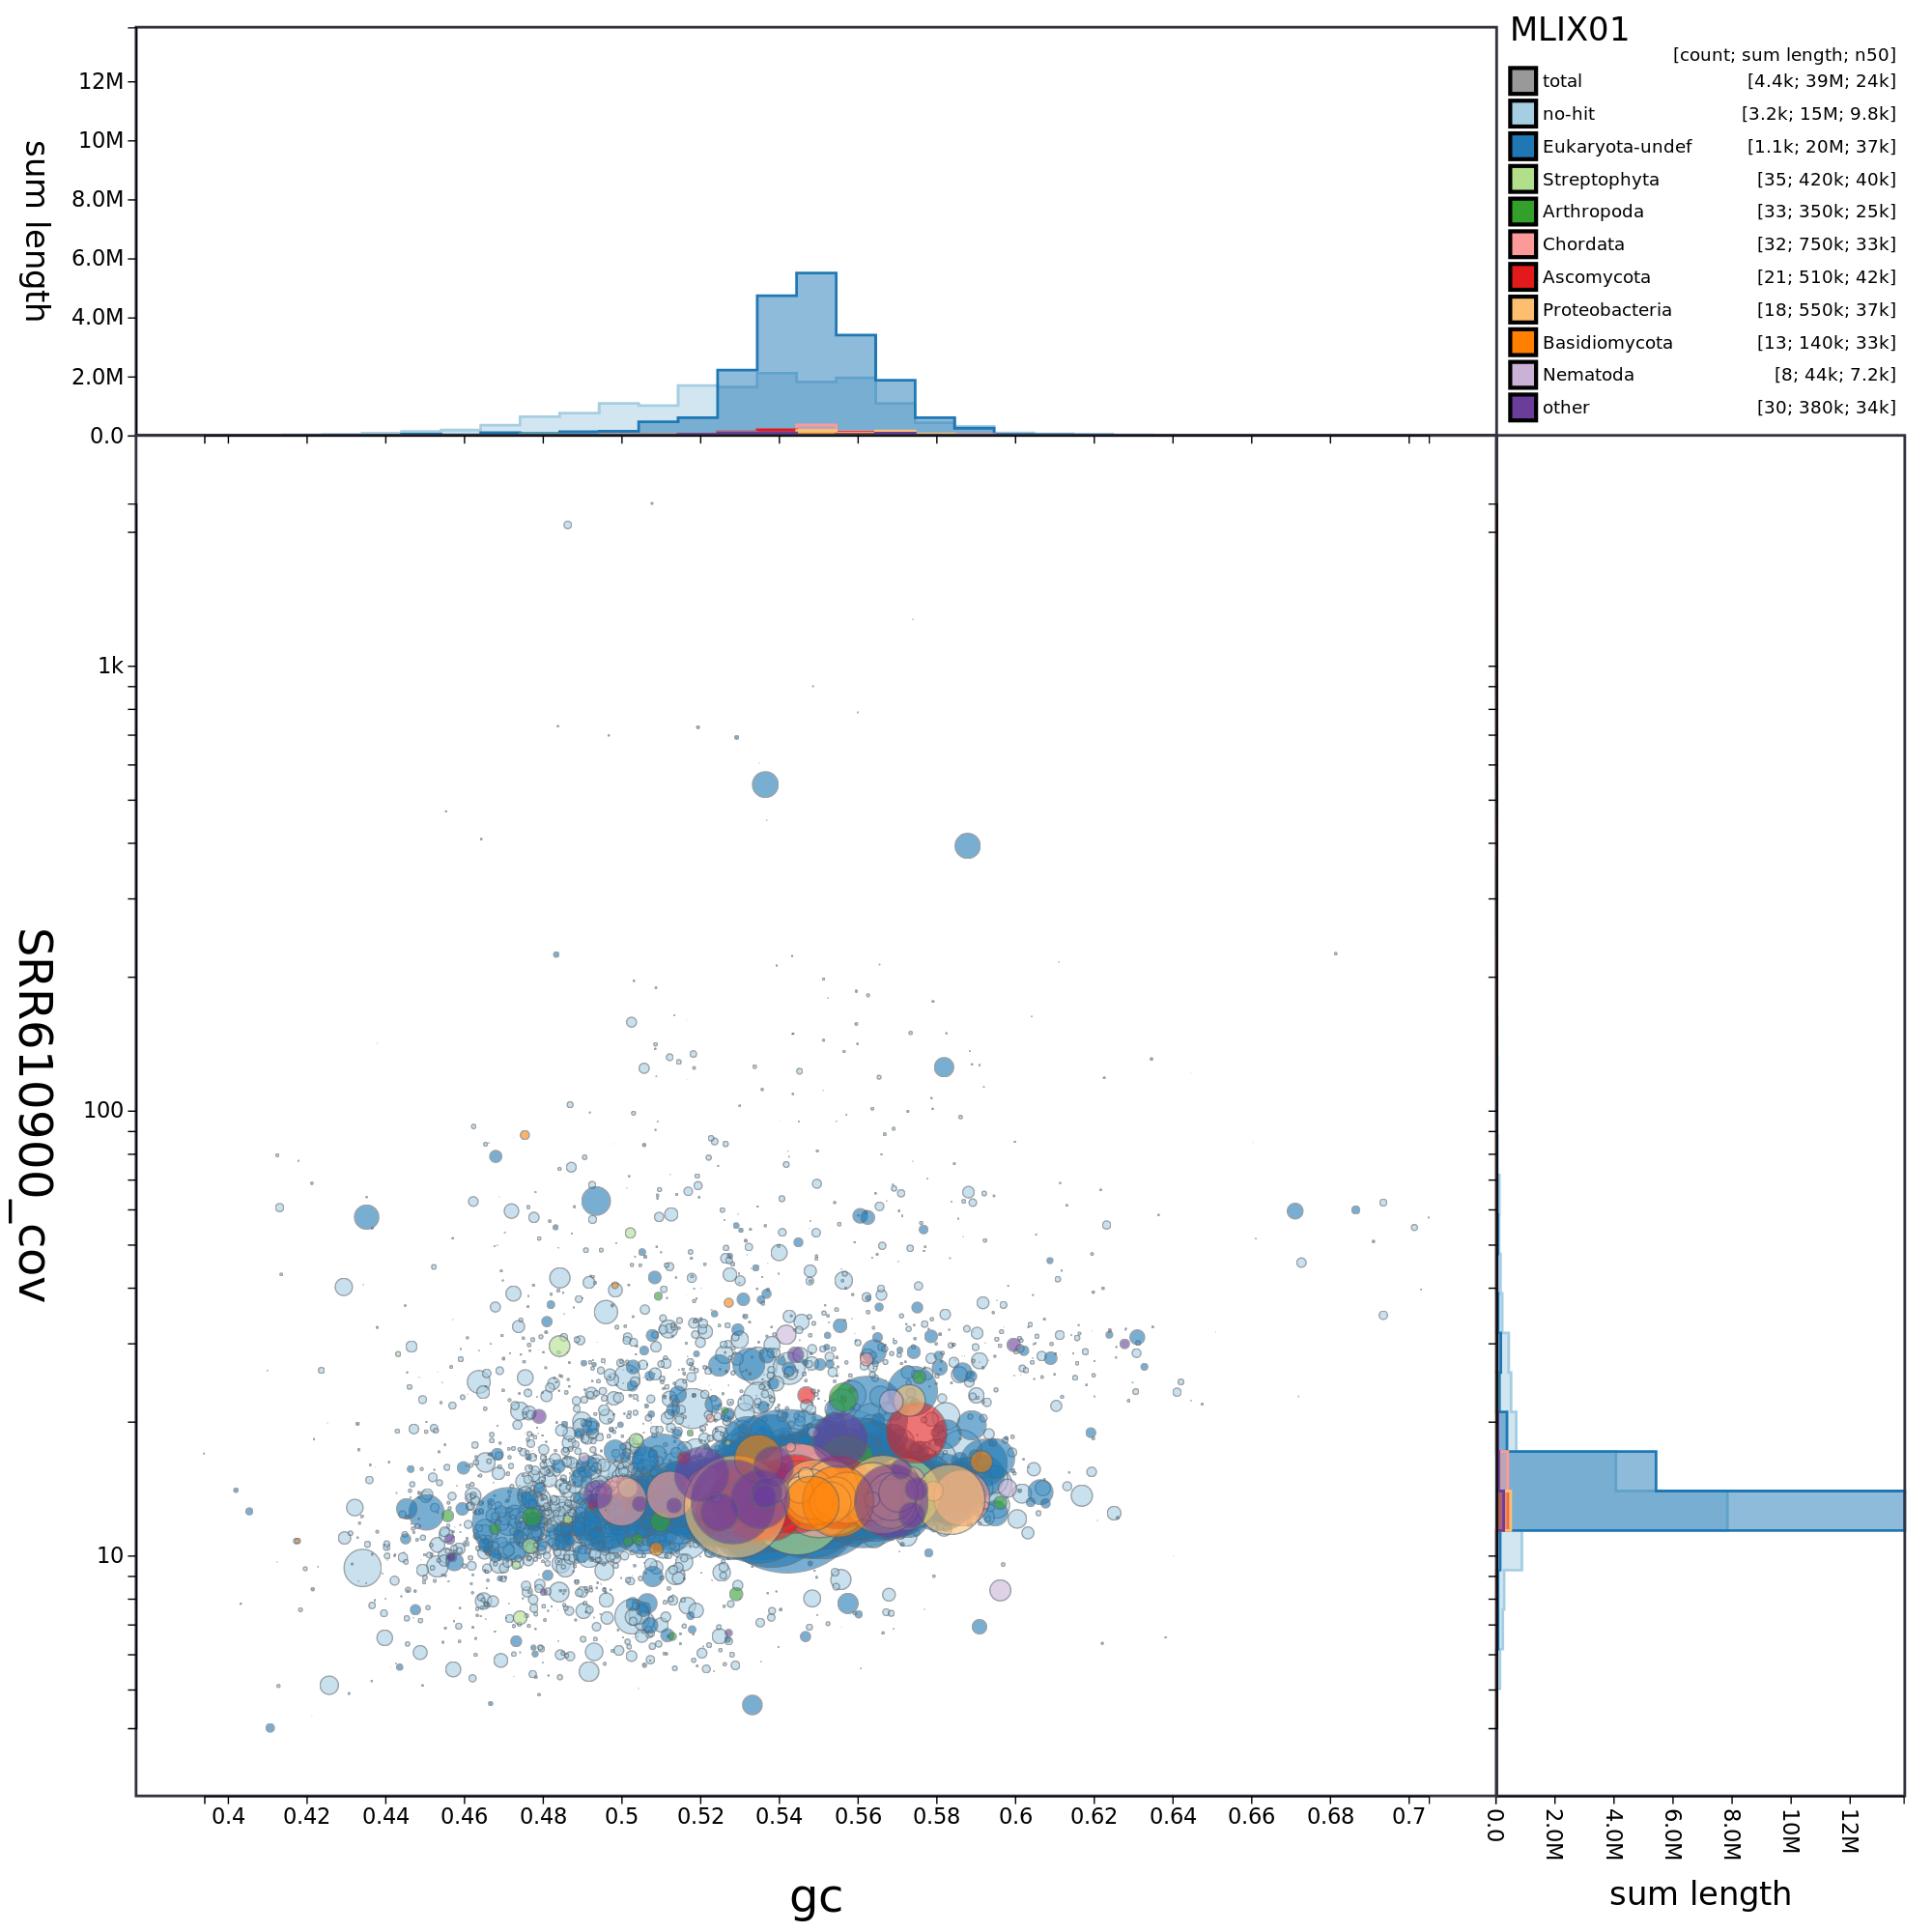 MLIX01
[count; sum length; n50]
total [4.4k; 39M; 24k]
no-hit [3.2k; 15M; 9.8k]
Eukaryota-undef [1.1k; 20M; 37k]
Streptophyta [35; 420k; 40k]
Arthropoda [33; 350k; 25k]
Chordata [32; 750k; 33k]
Ascomycota [21; 510k; 42k]
Proteobacteria [18; 550k; 37k]
Basidiomycota [13; 140k; 33k]
Nematoda [8; 44k; 7.2k]
other [30; 380k; 34k]
sum length
12M
10M
8.0M
6.0M
4.0M
2.0M
0.0
SRR610900_cov
1k
100
10
0.4 0.42 0.44 0.46 0.48 0.5 0.52 0.54 0.56 0.58 0.6 0.62 0.64 0.66 0.68 0.7
gc
0.0 2.0M 4.0M 6.0M 8.0M 10M 12M
sum length